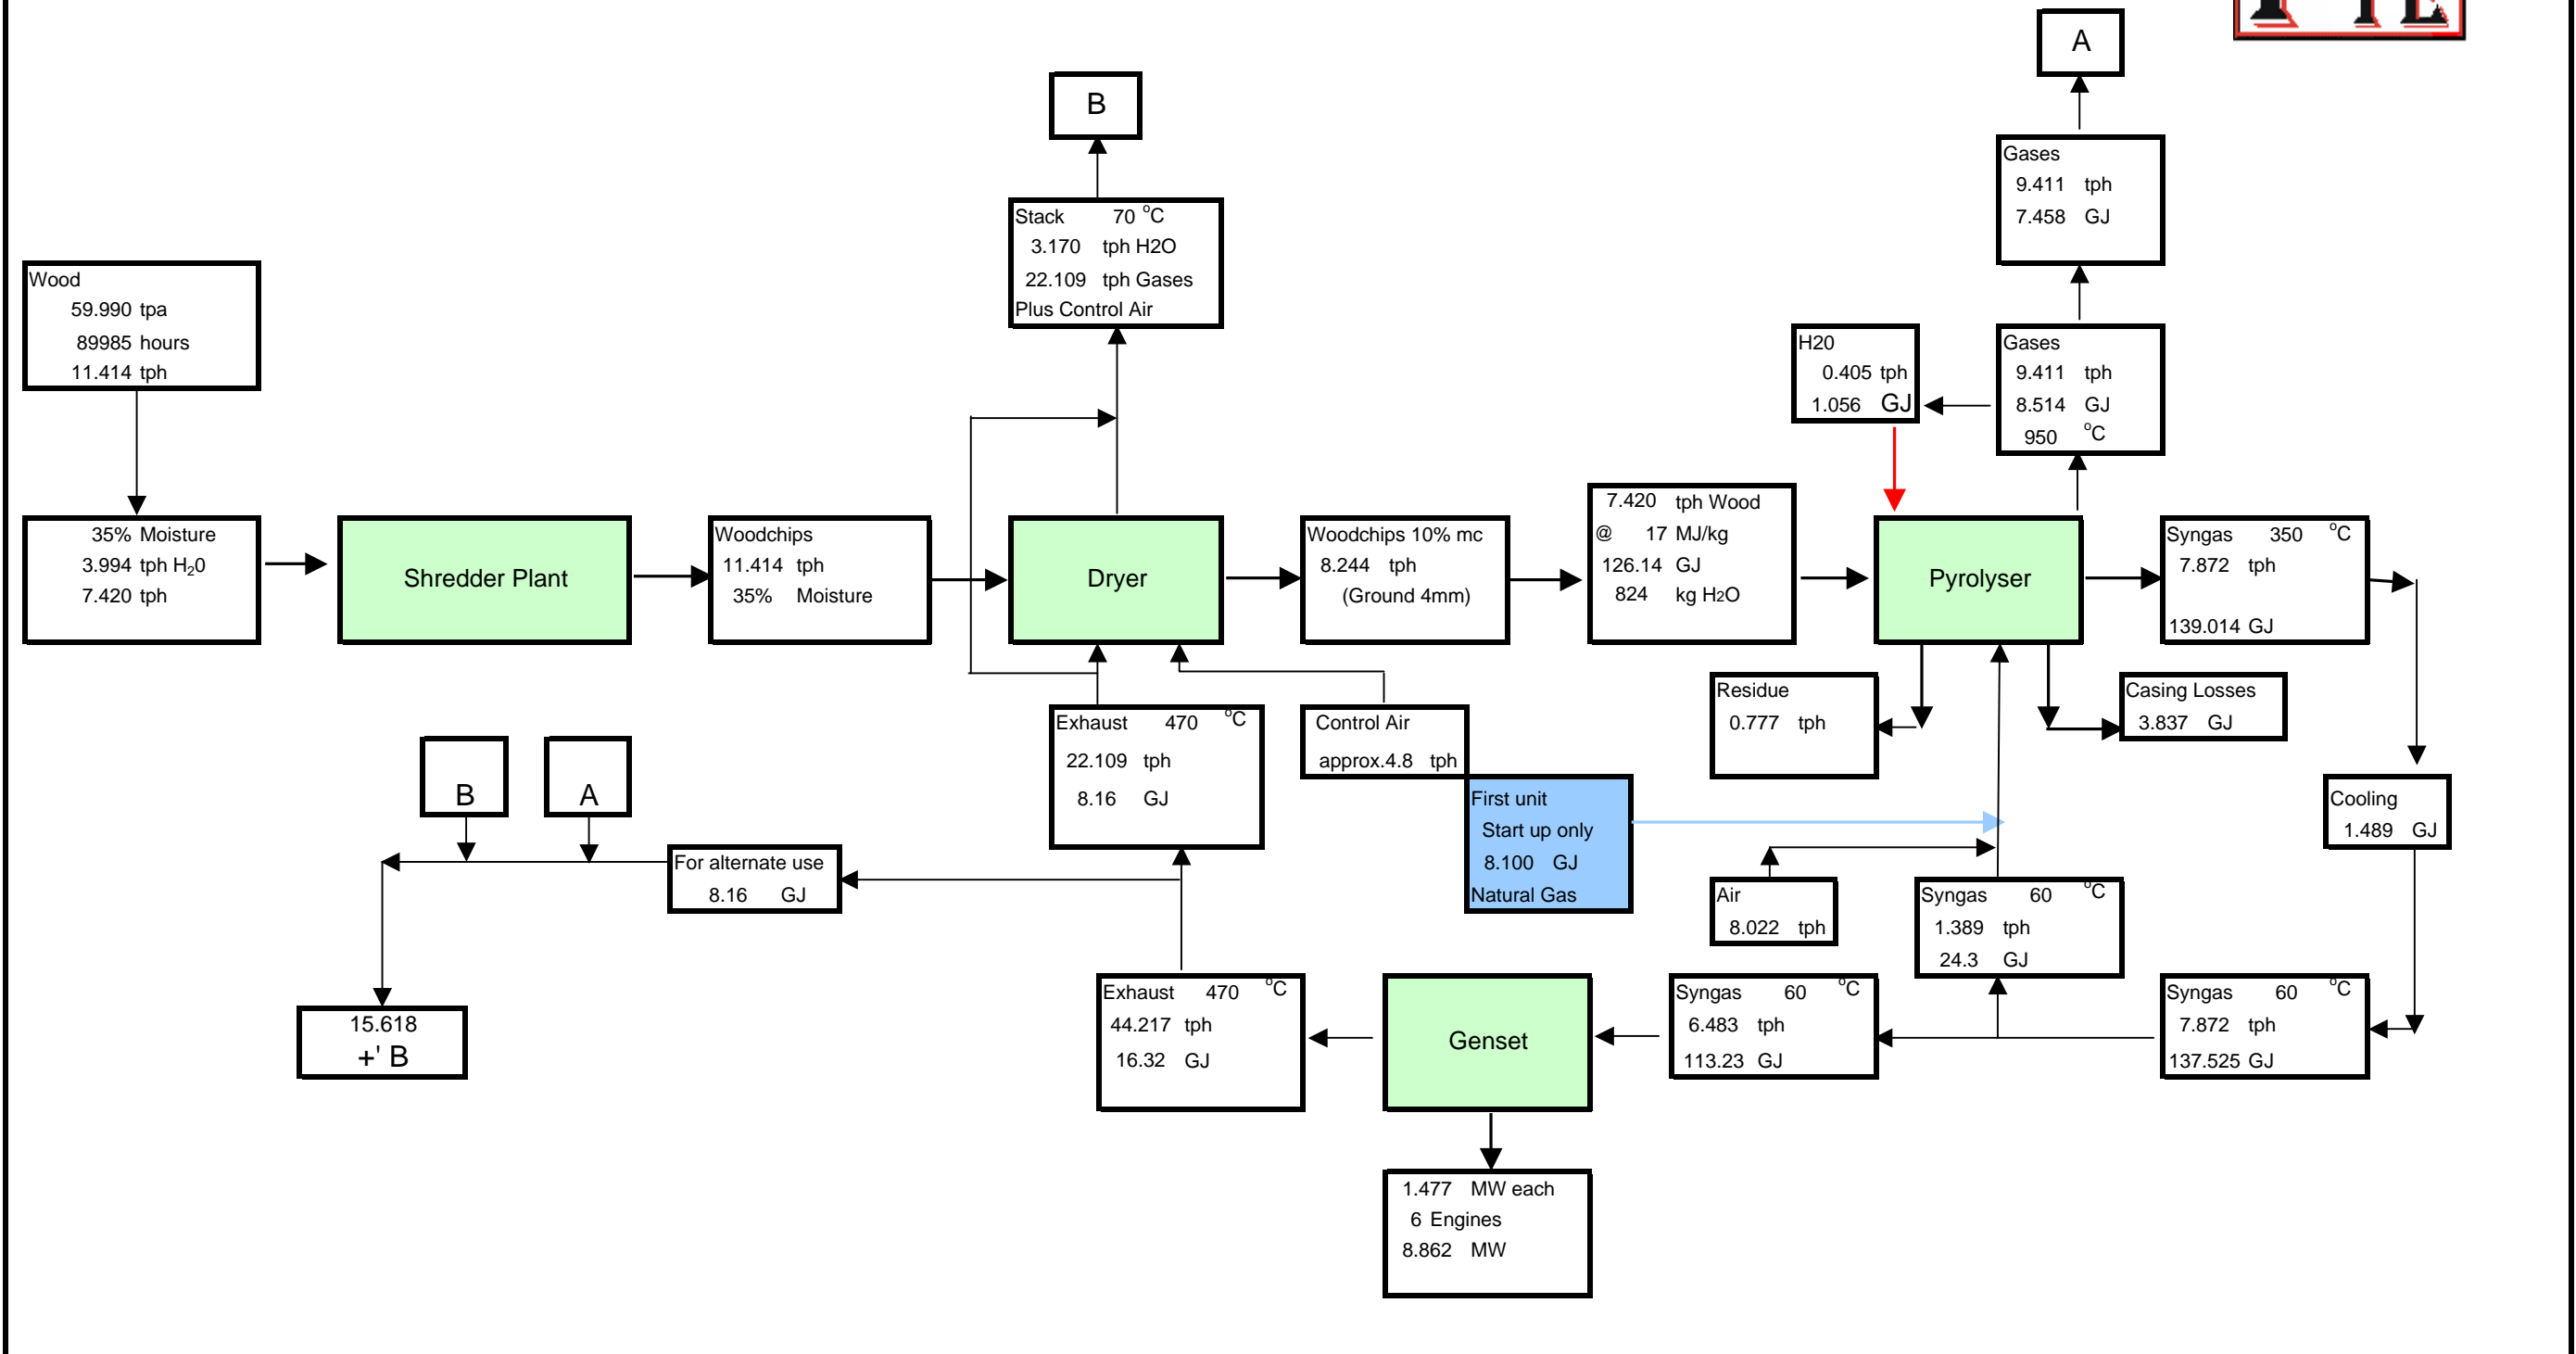 A
B
Gases
9.411 tph
7.458 GJ
Stack 70 °C
3.170 tph H2O
22.109 tph Gases
Plus Control Air
Wood
59.990 tpa
89985 hours
11.414 tph
H20
0.405 tph
1.056 GJ
Gases
9.411 tph
8.514 GJ
950 °C
35% Moisture
3.994 tph H₂0
7.420 tph
Shredder Plant
Woodchips
11.414 tph
35% Moisture
Dryer
Woodchips 10% mc
8.244 tph
(Ground 4mm)
7.420 tph Wood
@ 17 MJ/kg
126.14 GJ
824 kg H2O
Pyrolyser
Syngas 350 °C
7.872 tph
139.014 GJ
Residue
0.777 tph
Casing Losses
3.837 GJ
Exhaust 470 °C
22.109 tph
8.16 GJ
Control Air
approx.4.8 tph
B
A
First unit
Start up only
8.100 GJ
Natural Gas
Cooling
1.489 GJ
For alternate use
8.16 GJ
Air
8.022 tph
Syngas 60 °C
1.389 tph
24.3 GJ
15.618
+' B
Exhaust 470 °C
44.217 tph
16.32 GJ
Genset
Syngas 60 °C
6.483 tph
113.23 GJ
Syngas 60 °C
7.872 tph
137.525 GJ
1.477 MW each
6 Engines
8.862 MW